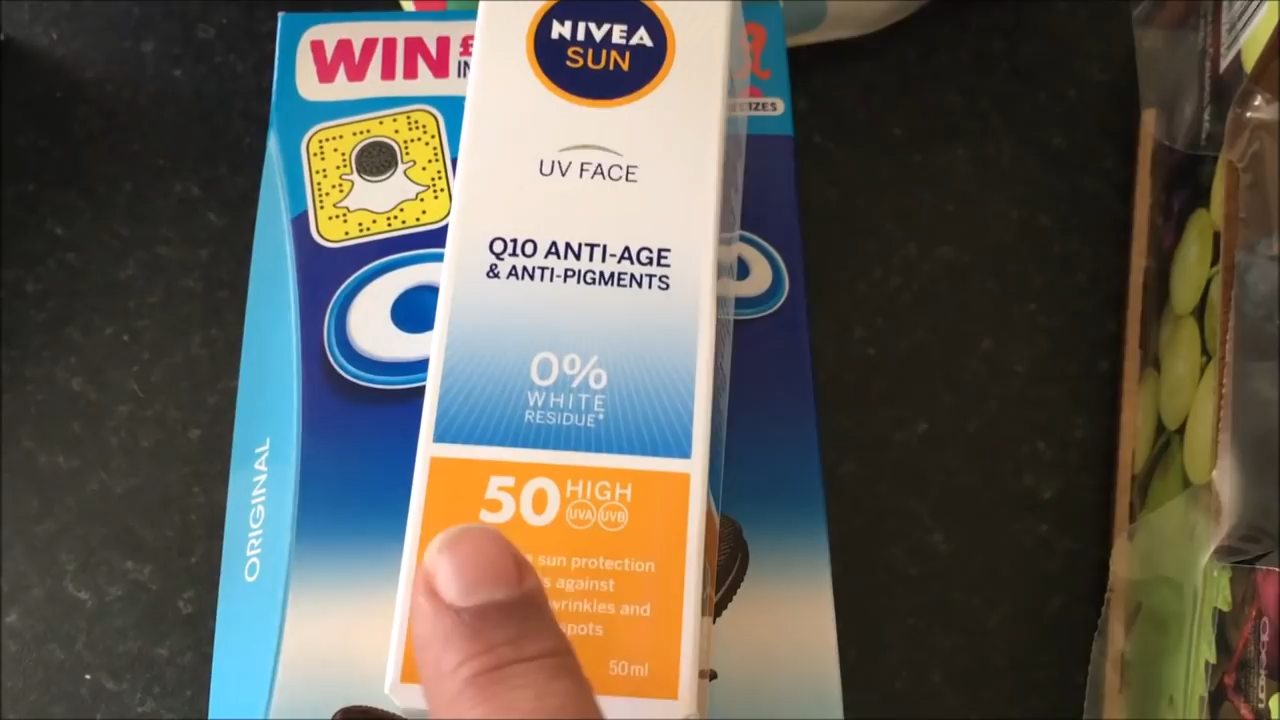 WIN £
IN
NIVEA
SUN
UV FACE
Q10 ANTI-AGE
& ANTI-PIGMENTS
0%
WHITE
RESIDUE*
50 HIGH
UVA UVB
sun protection
against
wrinkles and
spots
50ml
ORIGINAL